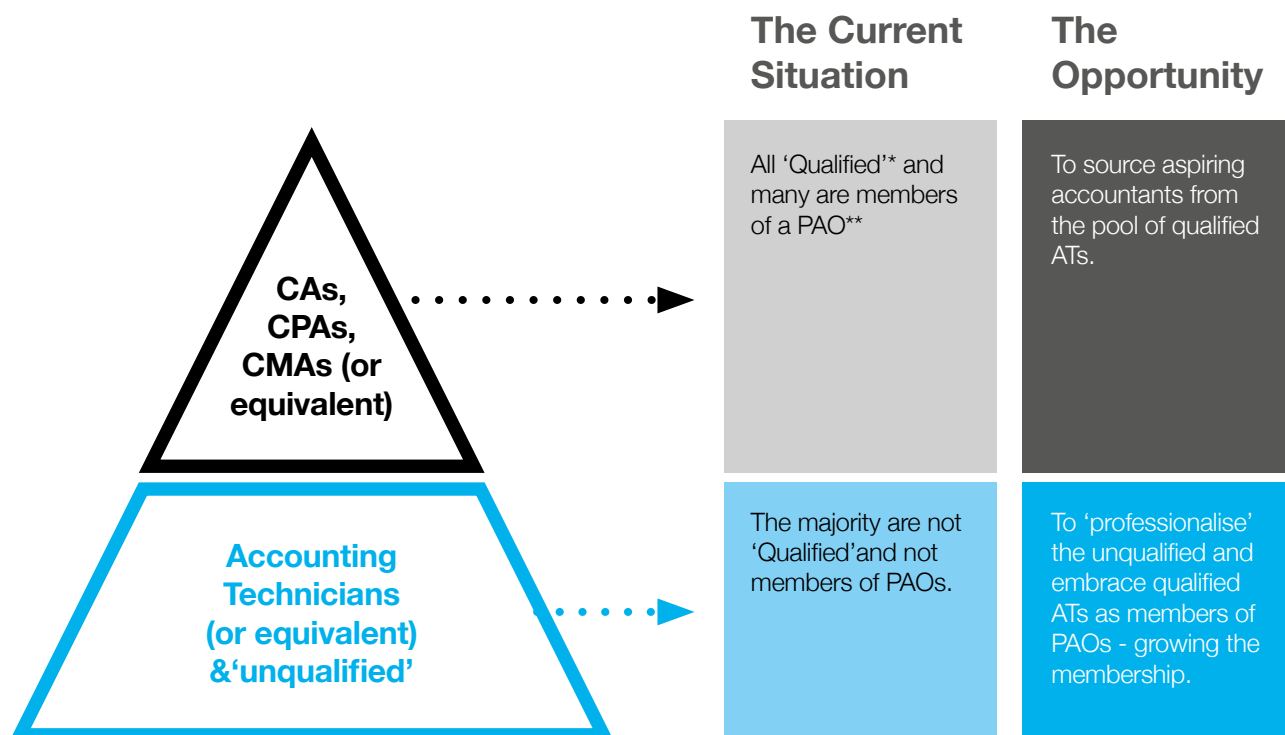 The Current
Situation
The
Opportunity
CAs,
CPAs,
CMAs (or
equivalent)
All ‘Qualified’* and
many are members
of a PAO**
To source aspiring
accountants from
the pool of qualified
ATs.
Accounting
Technicians
(or equivalent)
&‘unqualified’
The majority are not
‘Qualified’and not
members of PAOs.
To ‘professionalise’
the unqualified and
embrace qualified
ATs as members of
PAOs - growing the
membership.